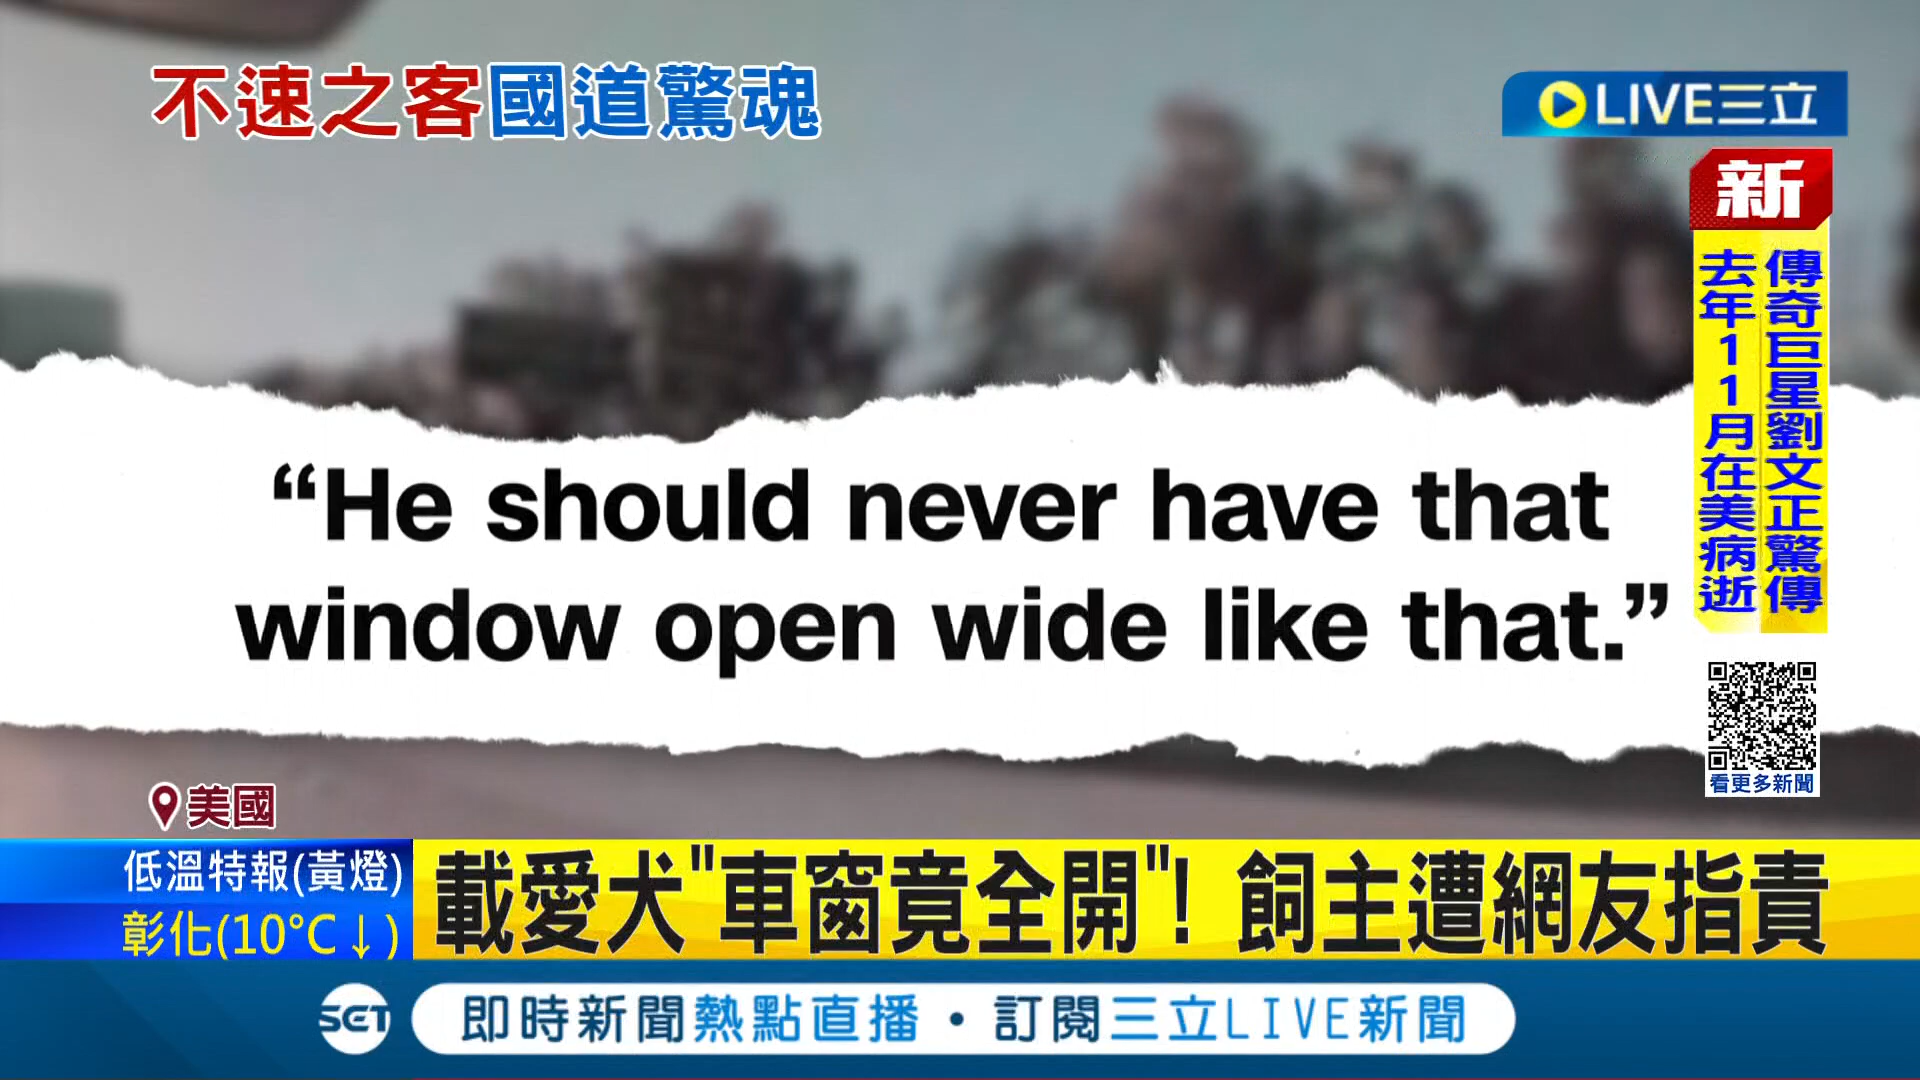 不速之客國道驚魂
LIVE三立
新
傳奇巨星劉文正驚傳
去年11月在美病逝
“He should never have that
window open wide like that.”
看更多新聞
美國
低溫特報(黃燈)
彰化(10°C↓)
載愛犬"車窗竟全開"! 飼主遭網友指責
SET
即時新聞熱點直播・訂閱三立LIVE新聞